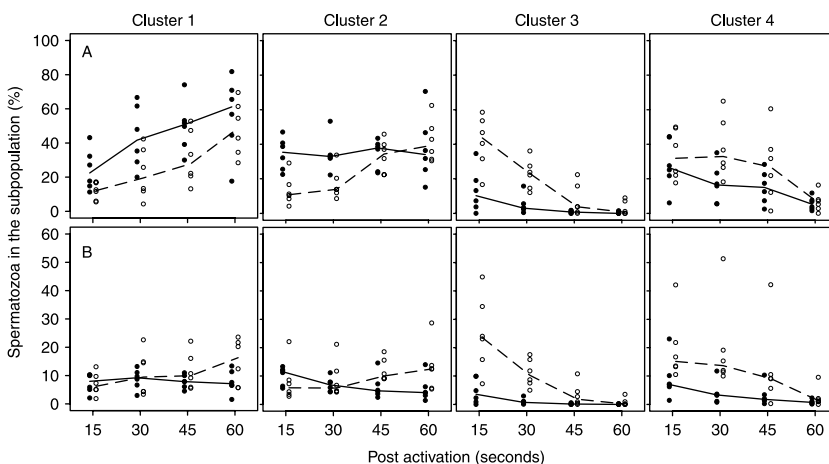 Cluster 1 Cluster 2 Cluster 3 Cluster 4
Spermatozoa in the subpopulation (%)
A
100
80
60
40
20
0
B
60
50
40
30
20
10
0
15 30 45 60 15 30 45 60 15 30 45 60 15 30 45 60
Post activation (seconds)